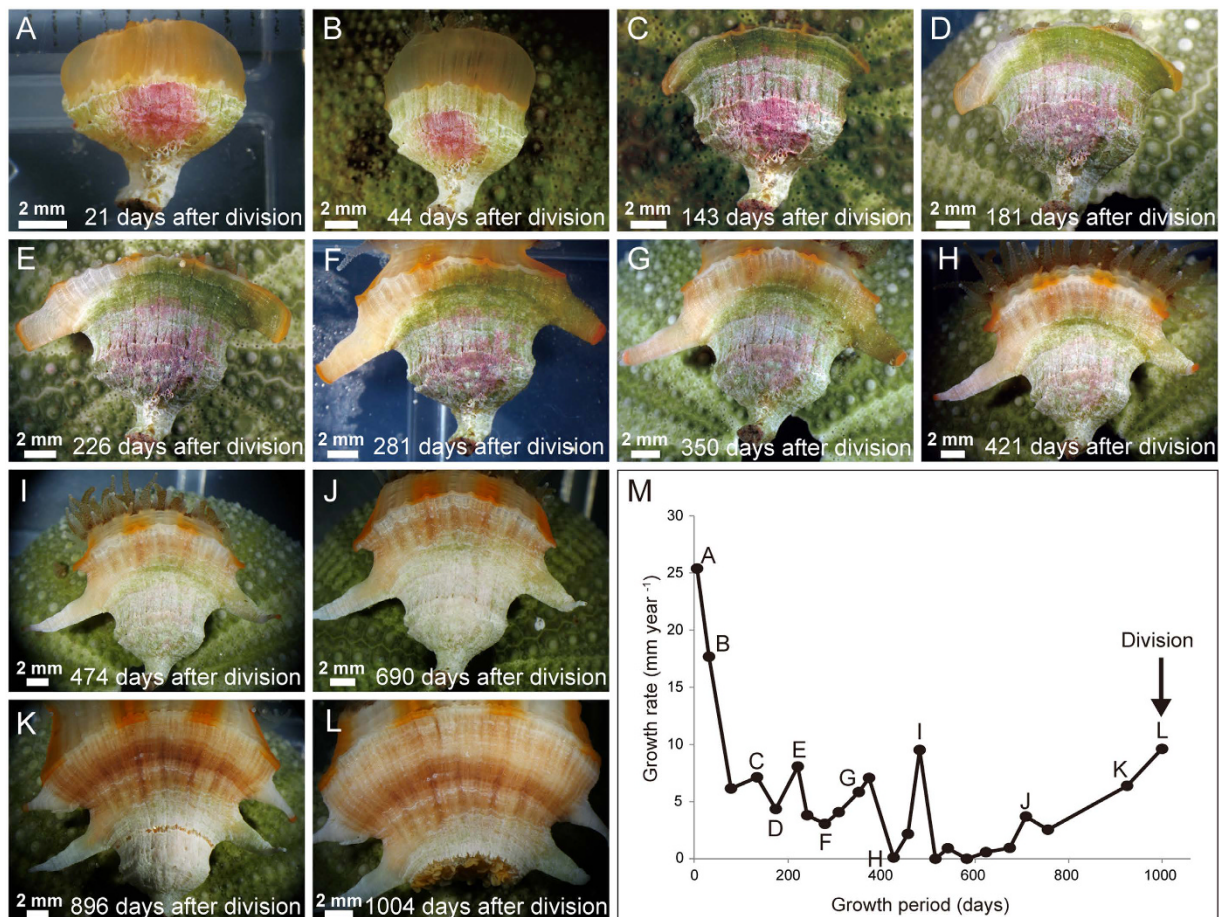 A
2 mm
21 days after division
B
2 mm
44 days after division
C
2 mm
143 days after division
D
2 mm
181 days after division
E
2 mm
226 days after division
F
2 mm
281 days after division
G
2 mm
350 days after division
H
2 mm
421 days after division
I
2 mm
474 days after division
J
2 mm
690 days after division
K
2 mm
896 days after division
L
2 mm
1004 days after division
M
Growth rate (mm year -1)
30
25
20
15
10
5
0
A
B
C
D
E
F
G
H
I
J
K
L
Division
0
200
400
600
800
1000
Growth period (days)